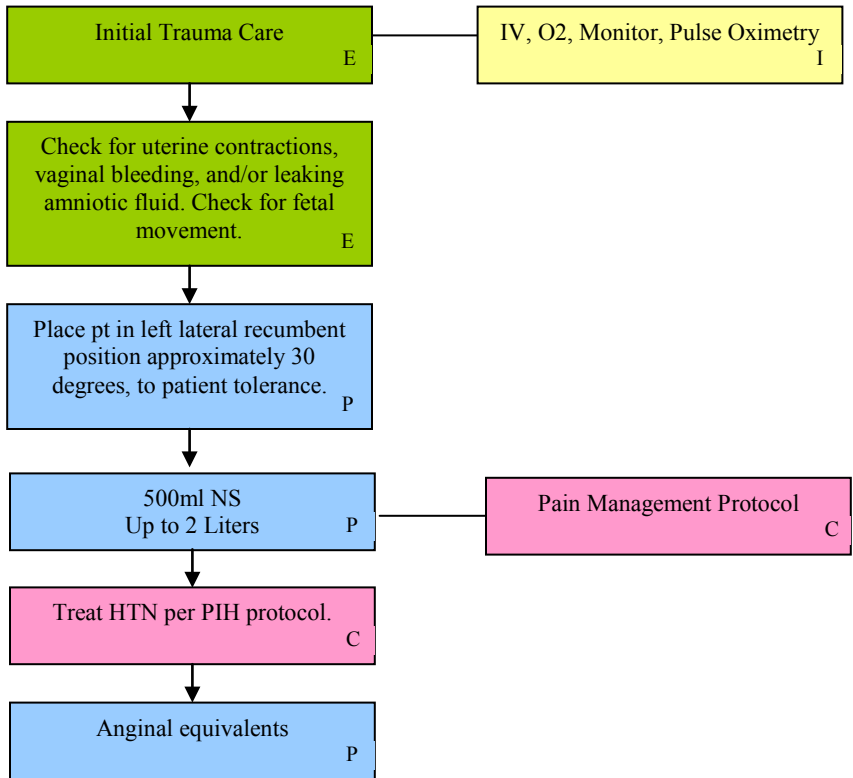 Initial Trauma Care
E
IV, O2, Monitor, Pulse Oximetry
I
Check for uterine contractions,
vaginal bleeding, and/or leaking
amniotic fluid. Check for fetal
movement.
E
Place pt in left lateral recumbent
position approximately 30
degrees, to patient tolerance.
P
500ml NS
Up to 2 Liters
P
Pain Management Protocol
C
Treat HTN per PIH protocol.
C
Anginal equivalents
P